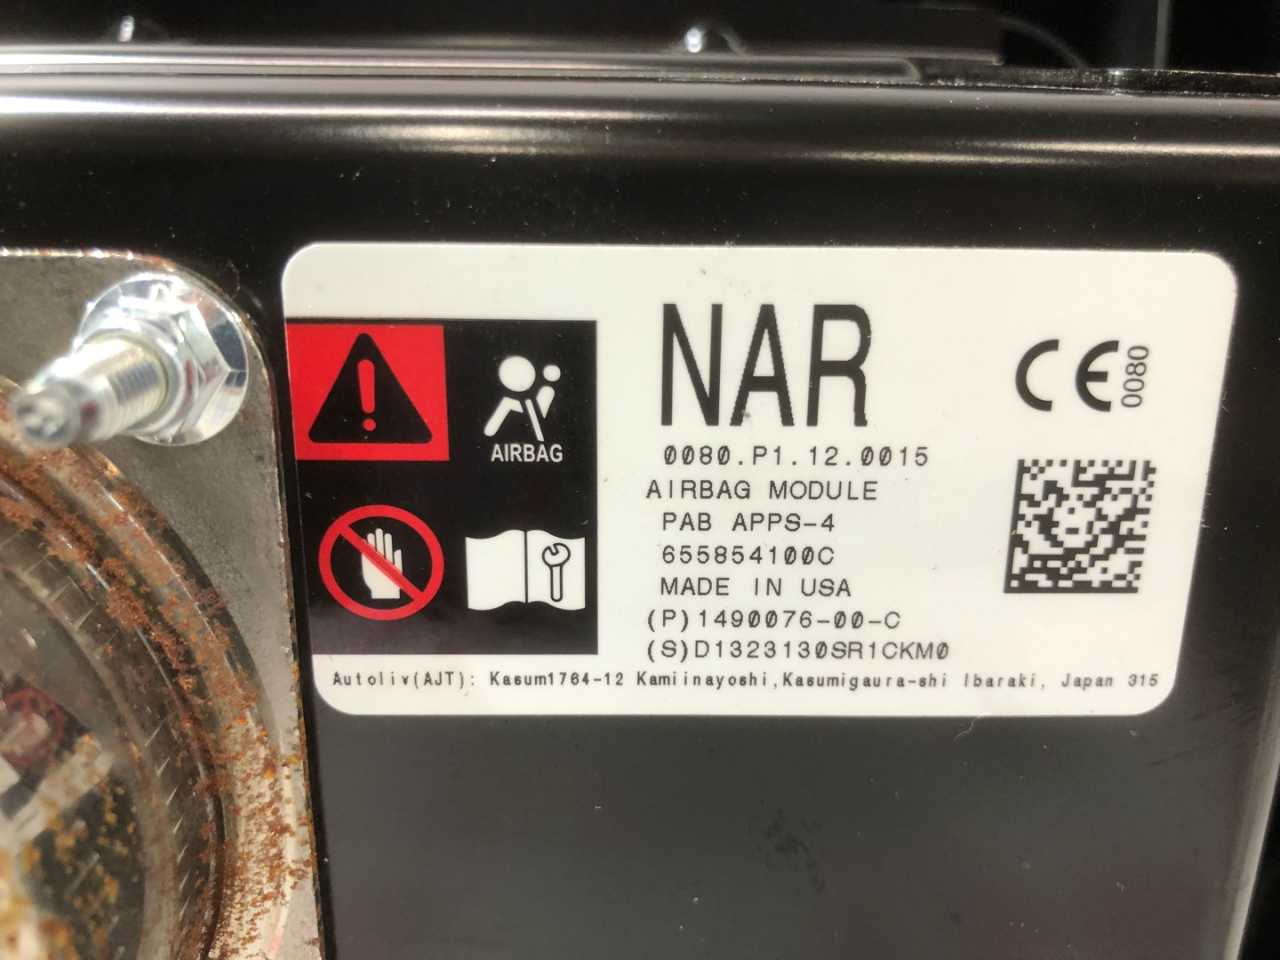 NAR
CE 0080
0080.P1.12.0015
AIRBAG
AIRBAG MODULE
PAB APPS-4
655854100C
MADE IN USA
(P)1490076-00-C
(S)D1323130SR1CKM0
Autoliv(AJT): Kasum1764-12 Kamiinayoshi,Kasumigaura-shi Ibaraki, Japan 315